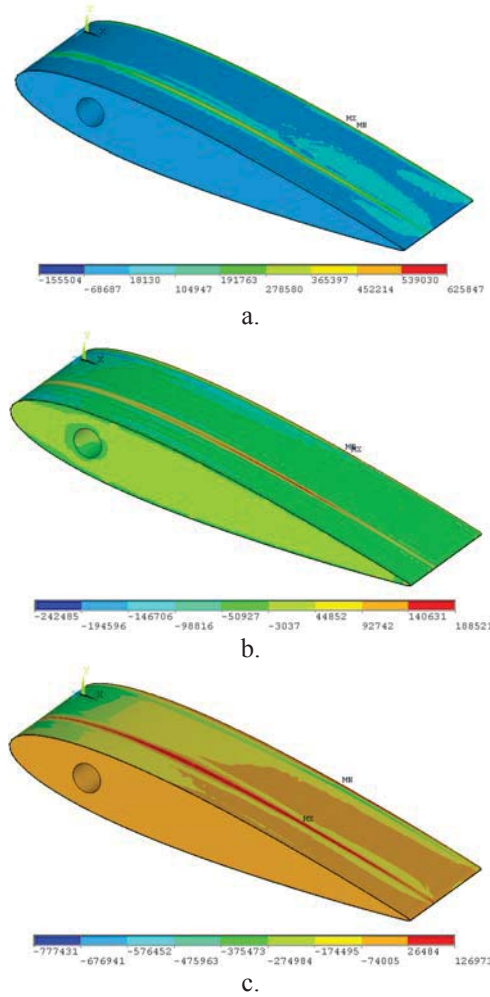 MX
MN
-155504 18130 191763 365397 539030
-68687 104947 278580 452214 625847
a.
MX
-242485 -146706 -50927 44852 140631
-194596 -98816 -3037 92742 188521
b.
Y
X
MN
MX
-777431 -576452 -375473 -174495 26484
-676941 -475963 -274984 -74005 126973
c.